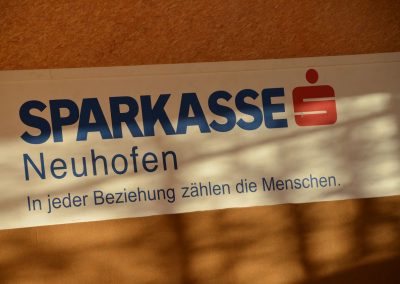 SPARKASSE
Neuhofen
In jeder Beziehung zählen die Menschen.